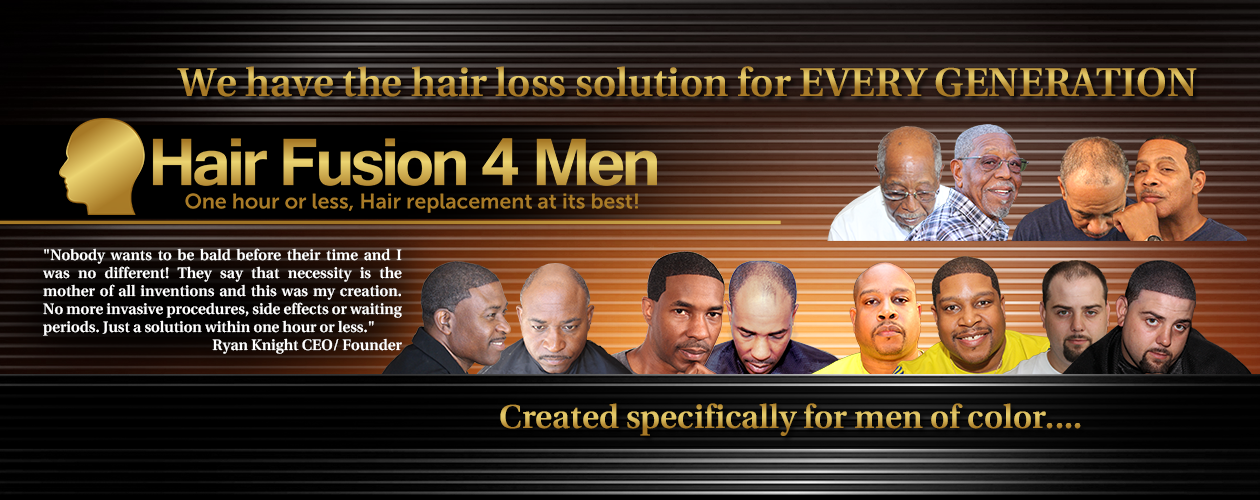 We have the hair loss solution for EVERY GENERATION
Hair Fusion 4 Men
One hour or less, Hair replacement at its best!
"Nobody wants to be bald before their time and I
was no different! They say that necessity is the
mother of all inventions and this was my creation.
No more invasive procedures, side effects or waiting
periods. Just a solution within one hour or less."
Ryan Knight CEO/ Founder
Created specifically for men of color....